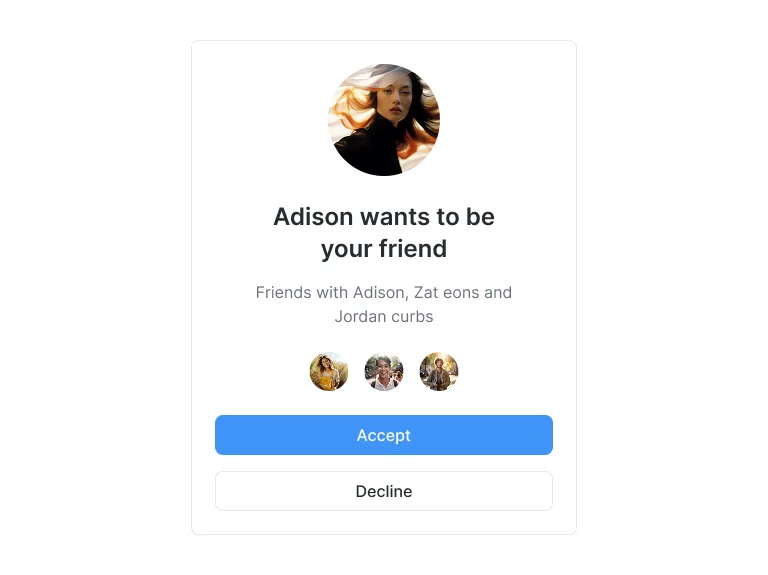 Adison wants to be
your friend
Friends with Adison, Zat eons and
Jordan curbs
Accept
Decline